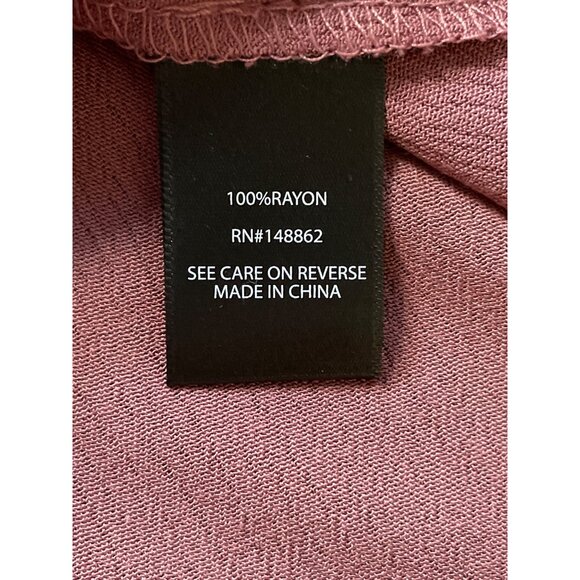 100%RAYON
RN#148862
SEE CARE ON REVERSE
MADE IN CHINA